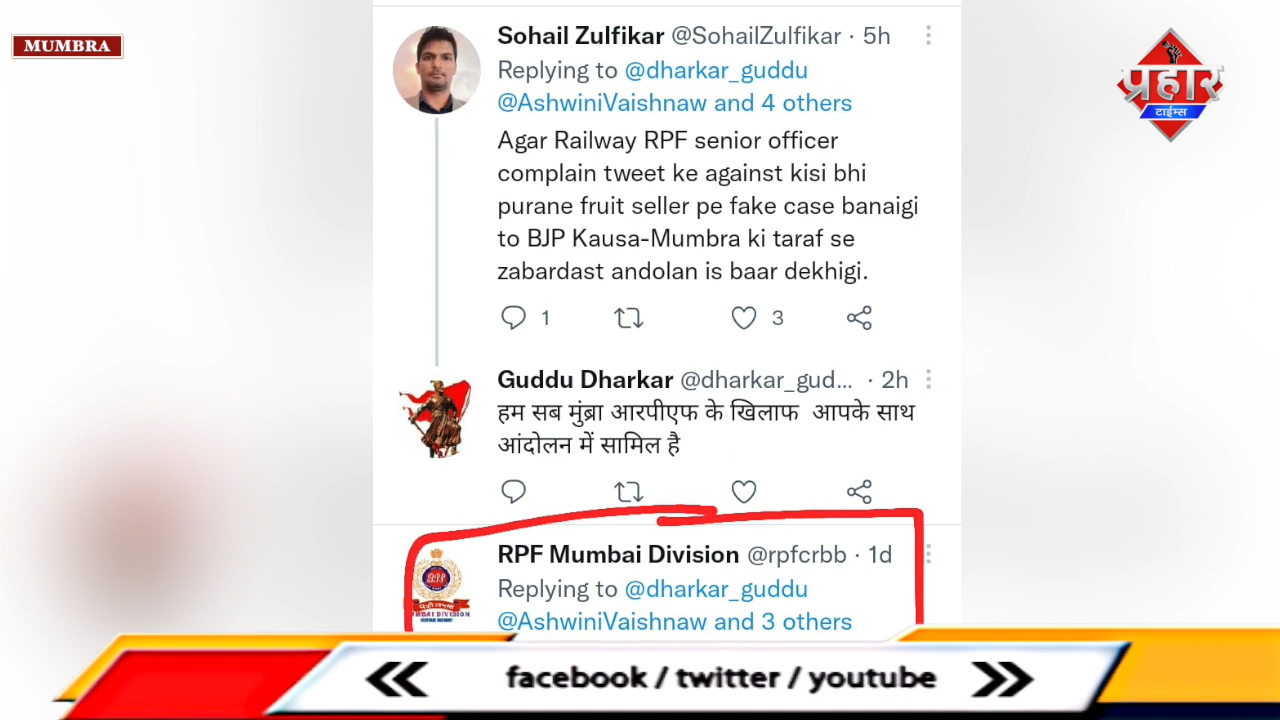 MUMBRA
प्रहार
टाईम्स
Sohail Zulfikar @SohailZulfikar · 5h
Replying to @dharkar_guddu
@AshwiniVaishnaw and 4 others
Agar Railway RPF senior officer
complain tweet ke against kisi bhi
purane fruit seller pe fake case banaigi
to BJP Kausa-Mumbra ki taraf se
zabardast andolan is baar dekhigi.
1
3
Guddu Dharkar @dharkar_gud... · 2h
हम सब मुंब्रा आरपीएफ के खिलाफ आपके साथ
आंदोलन में सामिल है
RPF Mumbai Division @rpfcrbb · 1d
Replying to @dharkar_guddu
@AshwiniVaishnaw and 3 others
facebook / twitter / youtube